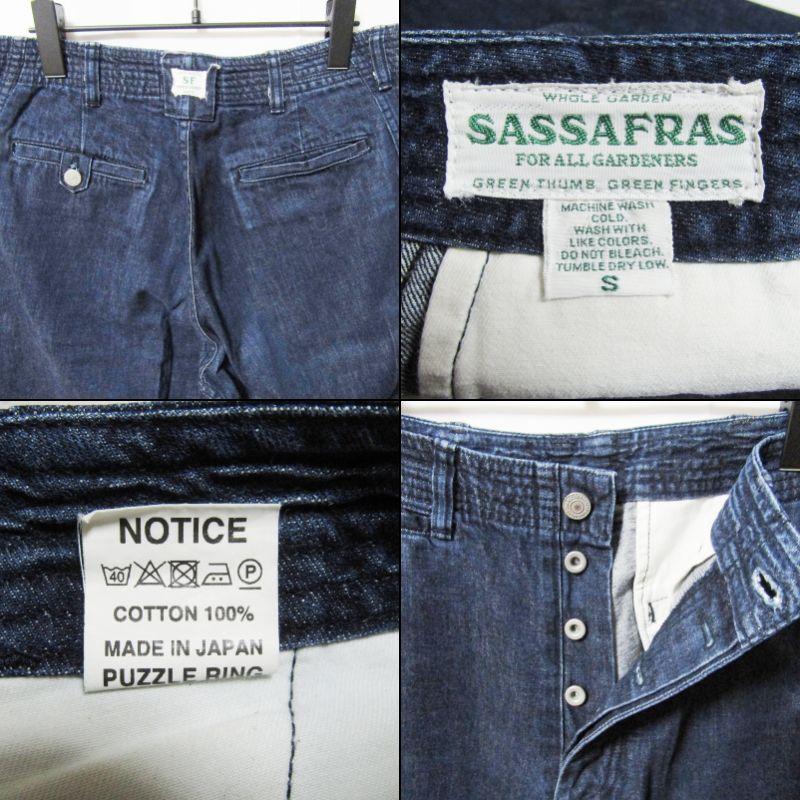 SF
WHOLE GARDEN
SASSAFRAS
FOR ALL GARDENERS
GREEN THUMB, GREEN FINGERS
MACHINE WASH
COLD.
WASH WITH
LIKE COLORS.
DO NOT BLEACH.
TUMBLE DRY LOW.
S
NOTICE
40 P
COTTON 100%
MADE IN JAPAN
PUZZLE RING